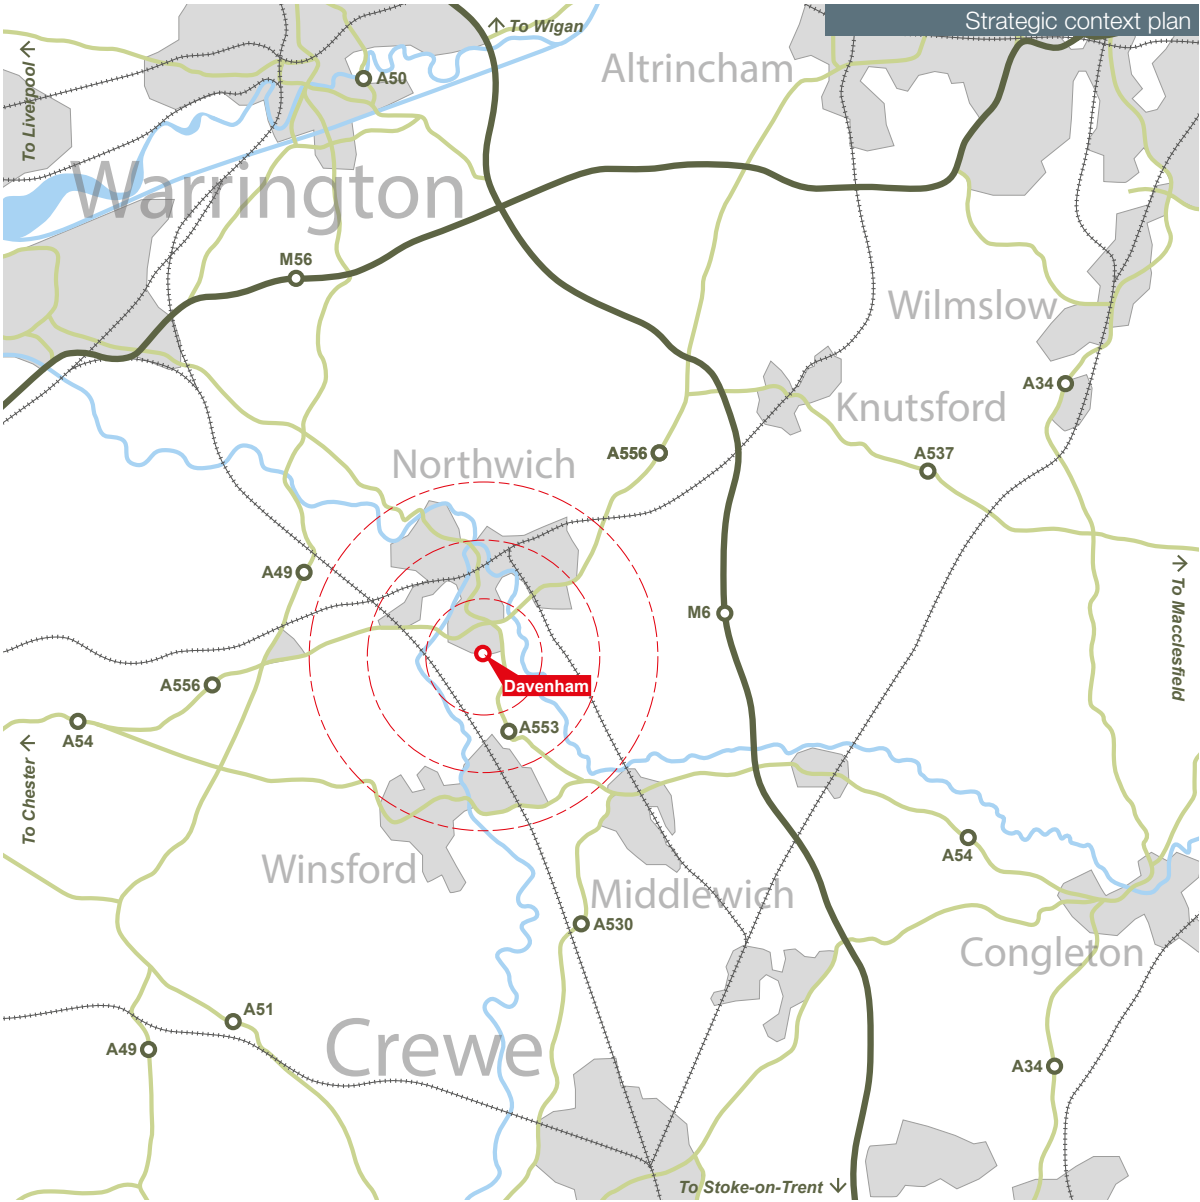 Strategic context plan
To Wigan
To Liverpool
A50
Altrincham
Warrington
M56
Wilmslow
A34
Knutsford
A556
A537
Northwich
A49
M6
To Macclesfield
A556
Davenham
A54
A553
To Chester
A54
Winsford
Middlewich
A530
Congleton
A51
Crewe
A49
A34
To Stoke-on-Trent